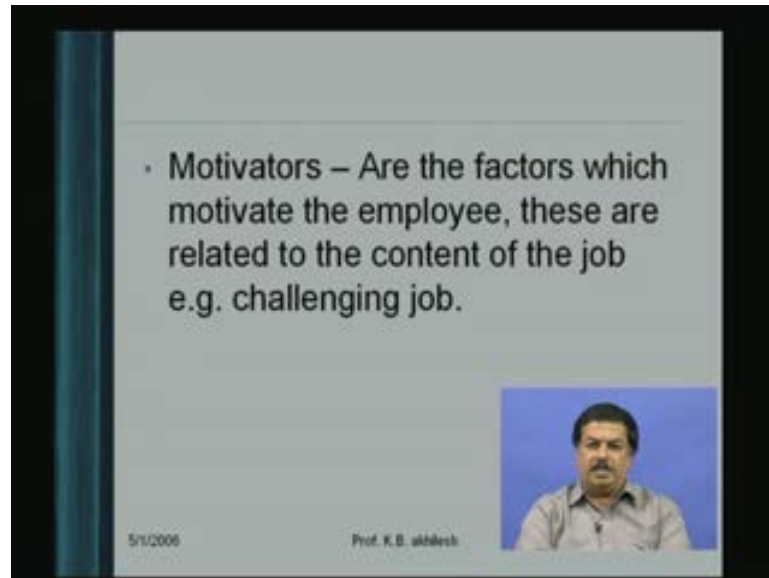 Motivators – Are the factors which
motivate the employee, these are
related to the content of the job
e.g. challenging job.
5/1/2006
Prof. K.B. akhilesh